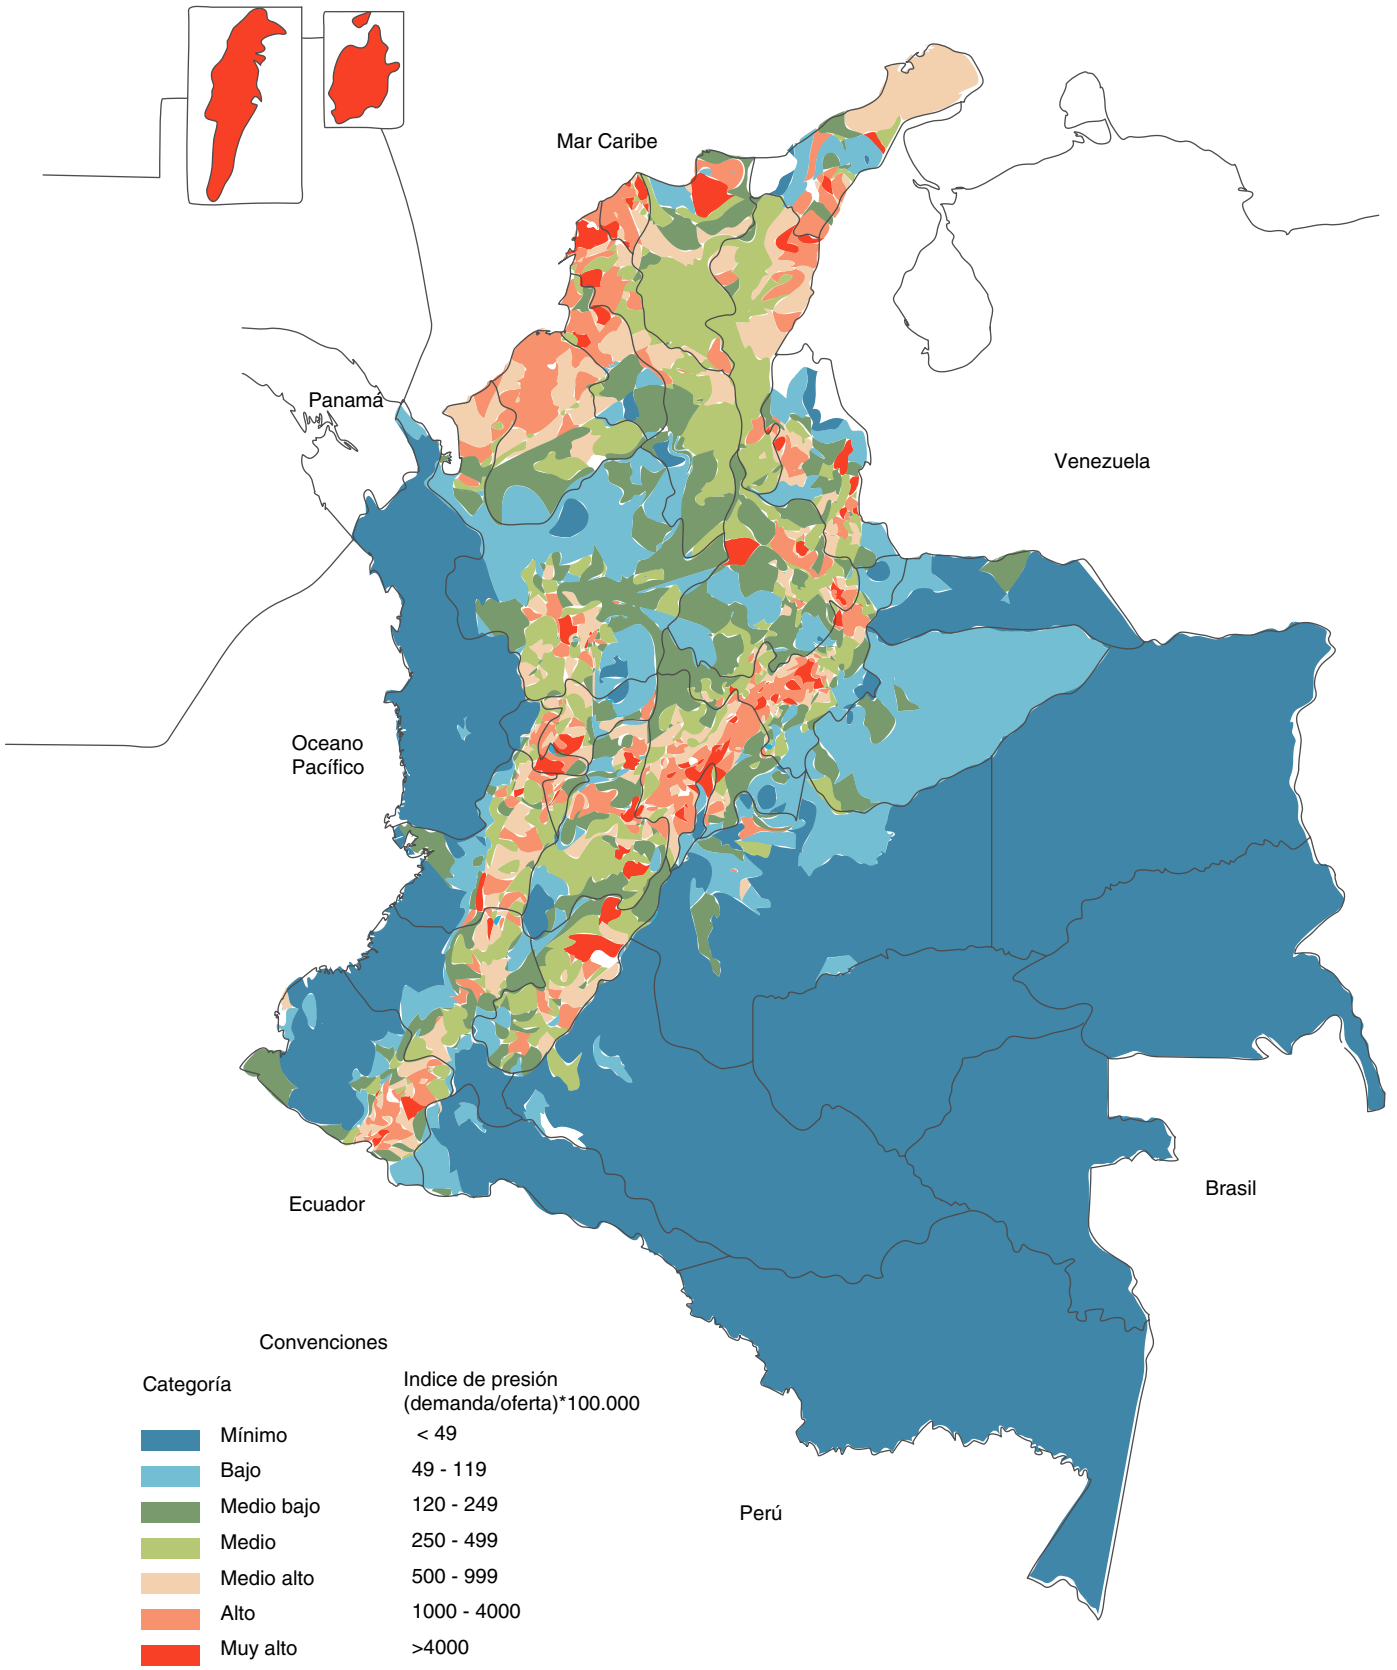 Mar Caribe
Panamá
Venezuela
Oceano
Pacífico
Brasil
Ecuador
Perú
Convenciones
Categoría
Indice de presión
(demanda/oferta)*100.000
Mínimo < 49
Bajo 49 - 119
Medio bajo 120 - 249
Medio 250 - 499
Medio alto 500 - 999
Alto 1000 - 4000
Muy alto >4000